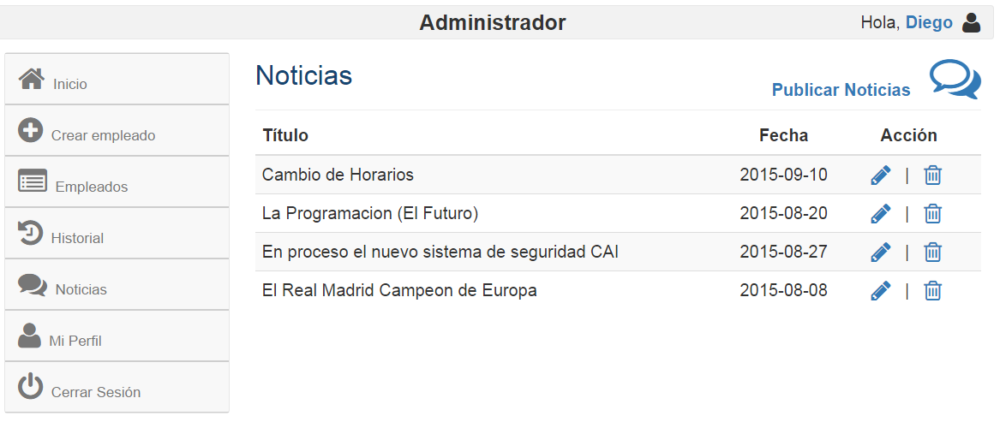 Administrador
Hola, Diego
Inicio
Crear empleado
Empleados
Historial
Noticias
Mi Perfil
Cerrar Sesión
Noticias
Publicar Noticias
Título Fecha Acción
Cambio de Horarios 2015-09-10 |
La Programacion (El Futuro) 2015-08-20 |
En proceso el nuevo sistema de seguridad CAI 2015-08-27 |
El Real Madrid Campeon de Europa 2015-08-08 |